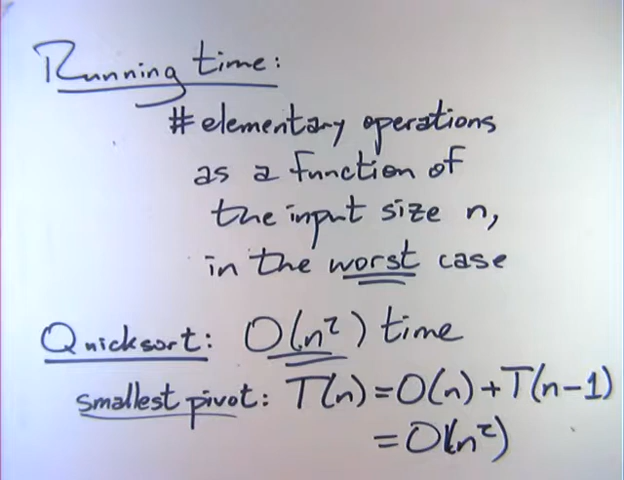 Running time:
# elementary operations
as a function of
the input size n,
in the worst case
Quicksort: O(n²) time
smallest pivot: T(n)=O(n)+T(n-1)
=O(n²)